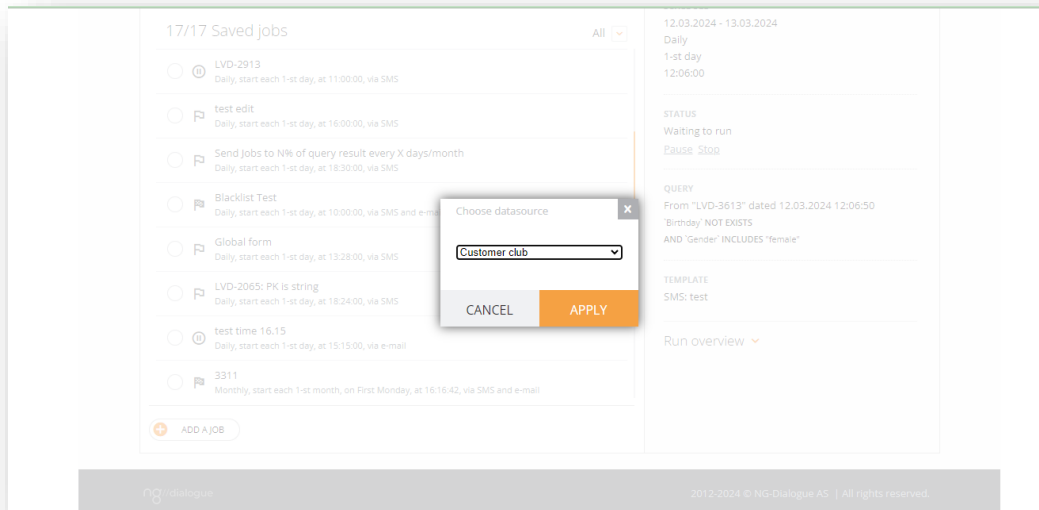 17/17 Saved jobs
All
LVD-2913
Daily, start each 1-st day, at 11:00:00, via SMS
test edit
Daily, start each 1-st day, at 16:00:00, via SMS
Send Jobs to N% of query result every X days/month
Daily, start each 1-st day, at 18:30:00, via SMS
Blacklist Test
Daily, start each 1-st day, at 10:00:00, via SMS and e-ma
Global form
Daily, start each 1-st day, at 13:28:00, via SMS
LVD-2065: PK is string
Daily, start each 1-st day, at 18:24:00, via SMS
test time 16.15
Daily, start each 1-st day, at 15:15:00, via e-mail
3311
Monthly, start each 1-st month, on First Monday, at 16:16:42, via SMS and e-mail
ADD A JOB
Choose datasource
x
Customer club
CANCEL
APPLY
12.03.2024 - 13.03.2024
Daily
1-st day
12:06:00
STATUS
Waiting to run
Pause Stop
QUERY
From "LVD-3613" dated 12.03.2024 12:06:50
`Birthday` NOT EXISTS
AND `Gender` INCLUDES "female"
TEMPLATE
SMS: test
Run overview
ng//dialogue
2012-2024 © NG-Dialogue AS. | All rights reserved.